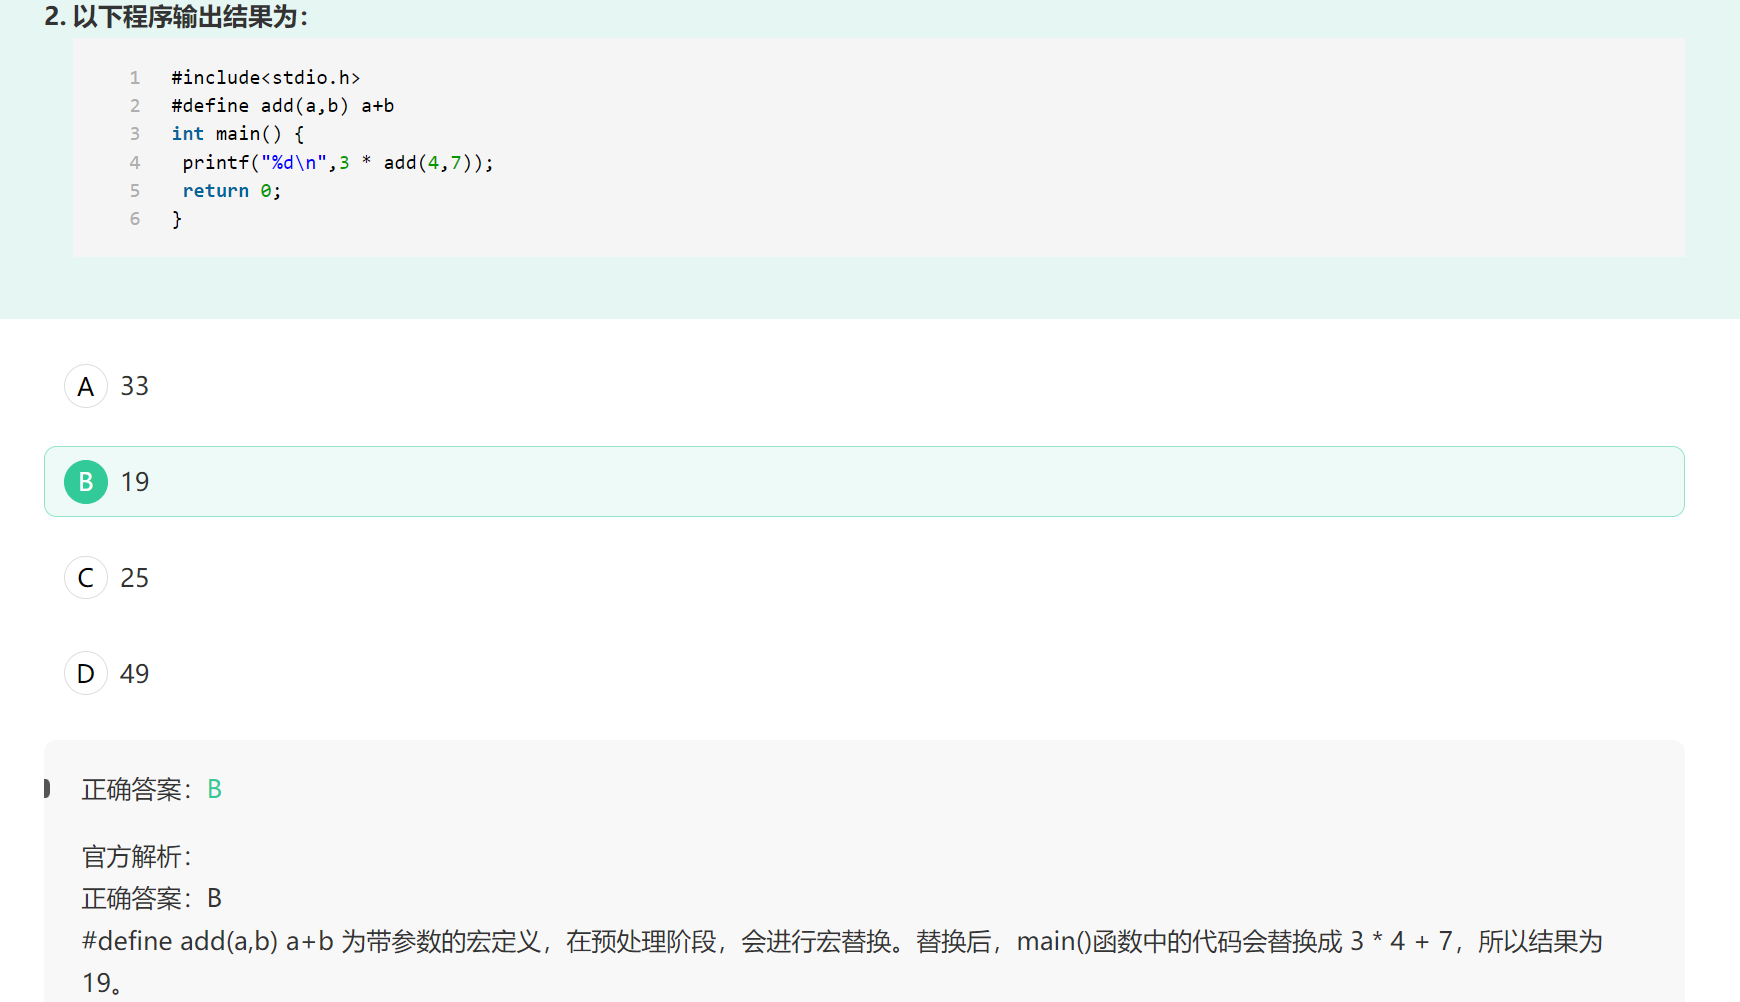 2. 以下程序输出结果为：
1 #include<stdio.h>
2 #define add(a,b) a+b
3 int main() {
4 printf("%d\n",3 * add(4,7));
5 return 0;
6 }
A 33
B 19
C 25
D 49
正确答案：B
官方解析：
正确答案：B
#define add(a,b) a+b 为带参数的宏定义，在预处理阶段，会进行宏替换。替换后，main()函数中的代码会替换成 3 * 4 + 7，所以结果为
19。